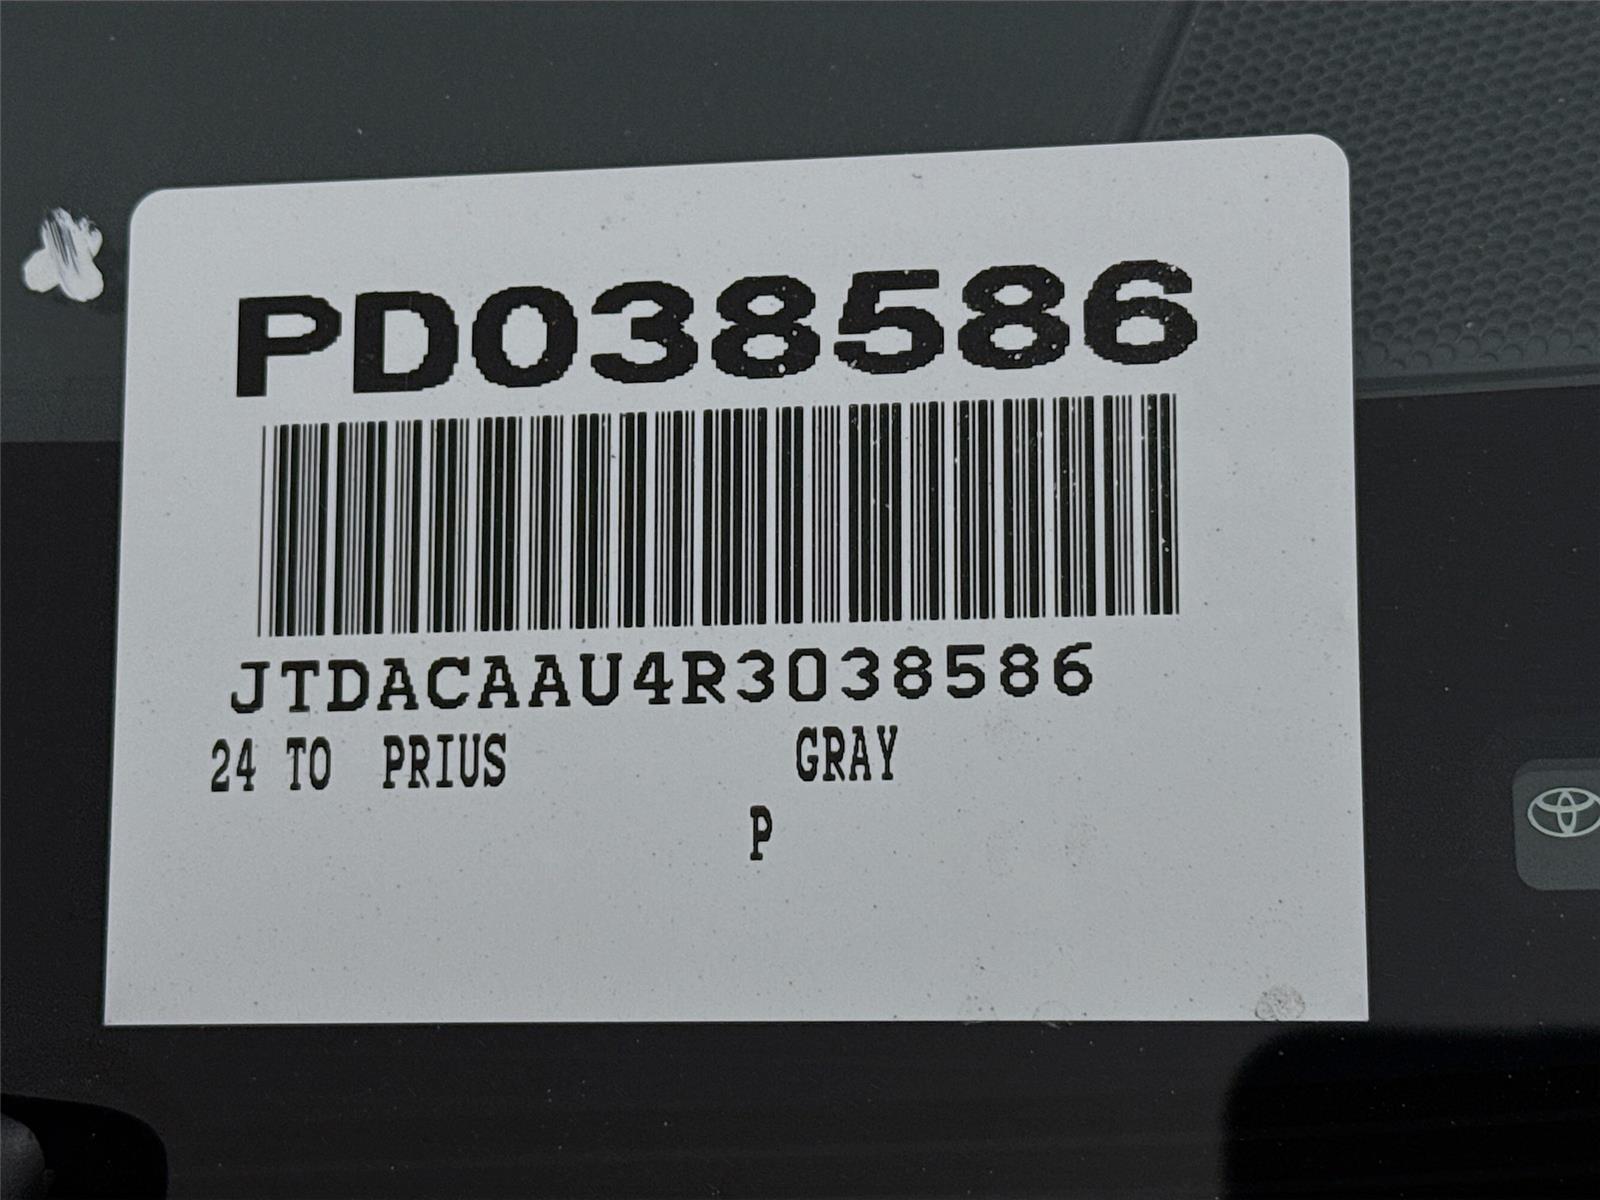 PD038586
JTDACAAU4R3038586
24 TO PRIUS GRAY
P